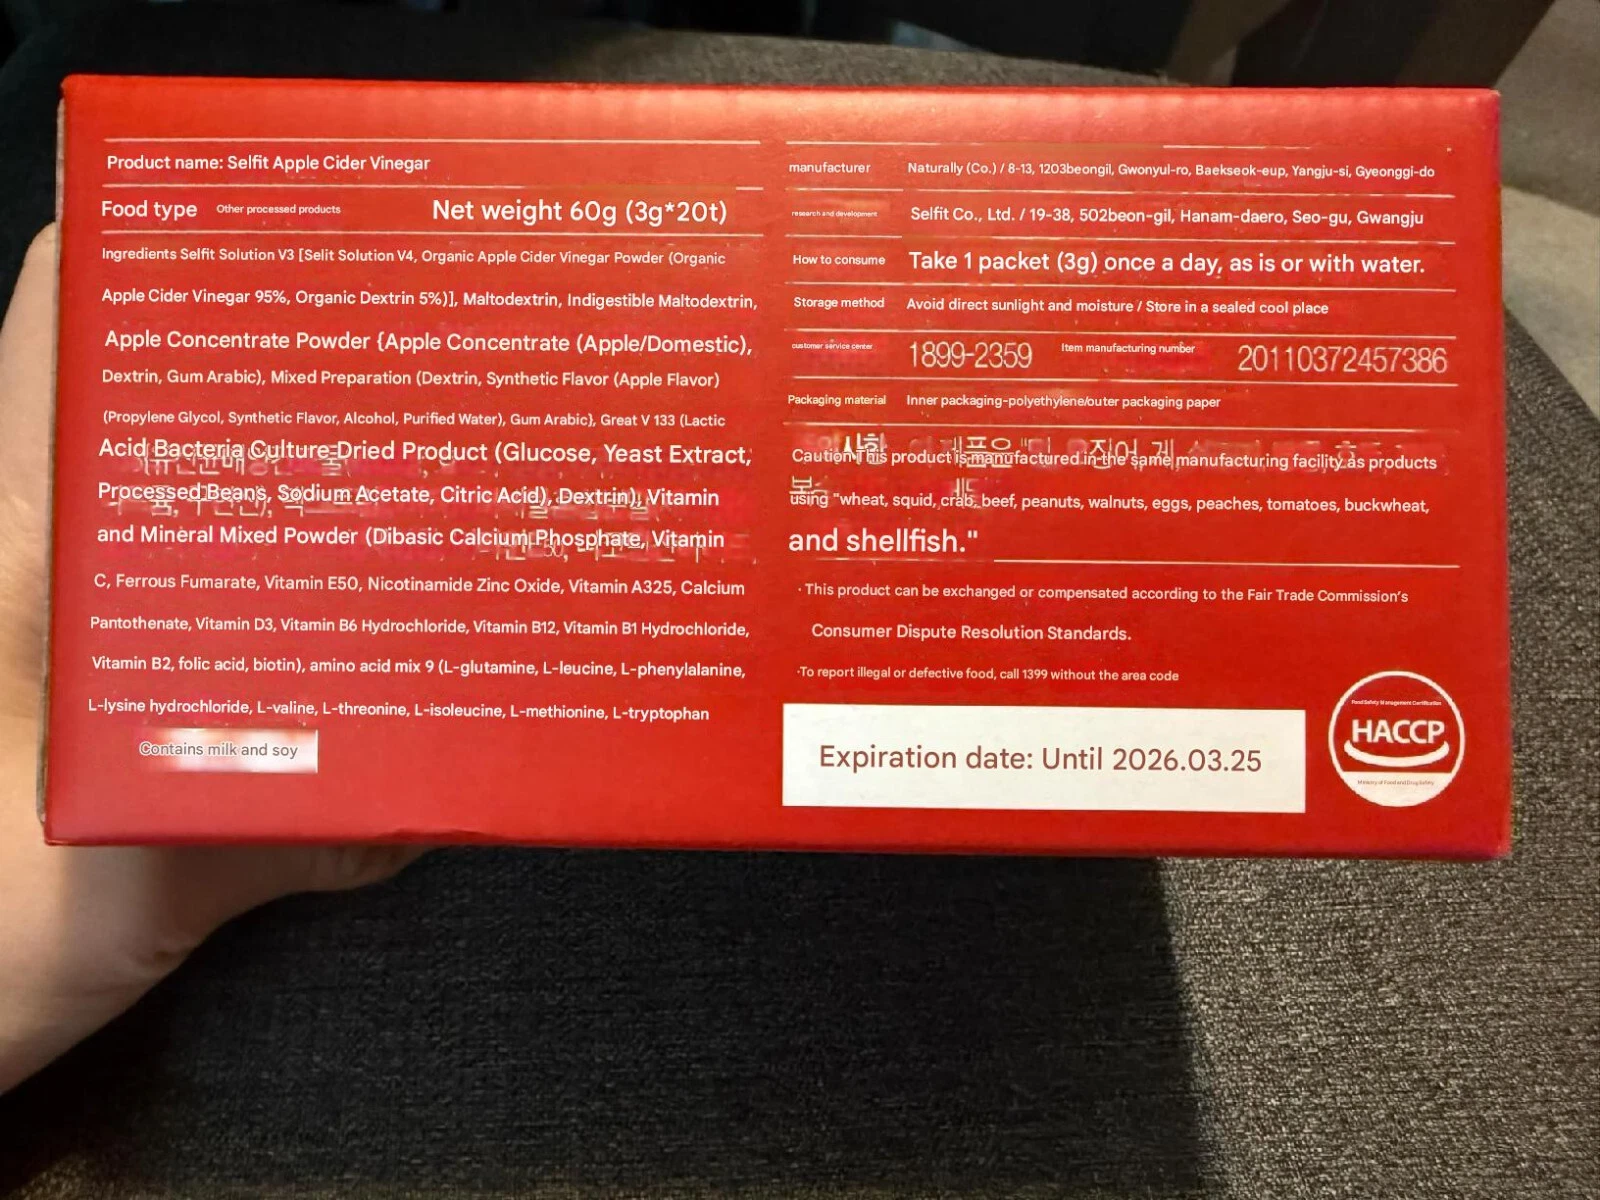 Product name: Selfit Apple Cider Vinegar
Food type Other processed products Net weight 60g (3g*20t)
Ingredients Selfit Solution V3 [Selit Solution V4, Organic Apple Cider Vinegar Powder (Organic
Apple Cider Vinegar 95%, Organic Dextrin 5%)], Maltodextrin, Indigestible Maltodextrin,
Apple Concentrate Powder {Apple Concentrate (Apple/Domestic),
Dextrin, Gum Arabic), Mixed Preparation (Dextrin, Synthetic Flavor (Apple Flavor)
(Propylene Glycol, Synthetic Flavor, Alcohol, Purified Water), Gum Arabic}, Great V 133 (Lactic
Acid Bacteria Culture-Dried Product (Glucose, Yeast Extract,
Processed Beans, Sodium Acetate, Citric Acid), Dextrin), Vitamin
and Mineral Mixed Powder (Dibasic Calcium Phosphate, Vitamin
C, Ferrous Fumarate, Vitamin E50, Nicotinamide Zinc Oxide, Vitamin A325, Calcium
Pantothenate, Vitamin D3, Vitamin B6 Hydrochloride, Vitamin B12, Vitamin B1 Hydrochloride,
Vitamin B2, folic acid, biotin), amino acid mix 9 (L-glutamine, L-leucine, L-phenylalanine,
L-lysine hydrochloride, L-valine, L-threonine, L-isoleucine, L-methionine, L-tryptophan
Contains milk and soy
manufacturer Naturally (Co.) / 8-13, 1203beongil, Gwonyul-ro, Baekseok-eup, Yangju-si, Gyeonggi-do
research and development Selfit Co., Ltd. / 19-38, 502beon-gil, Hanam-daero, Seo-gu, Gwangju
How to consume Take 1 packet (3g) once a day, as is or with water.
Storage method Avoid direct sunlight and moisture / Store in a sealed cool place
customer service center 1899-2359 Item manufacturing number 20110372457386
Packaging material Inner packaging-polyethylene/outer packaging paper
Caution This product is manufactured in the same manufacturing facility as products
using "wheat, squid, crab, beef, peanuts, walnuts, eggs, peaches, tomatoes, buckwheat,
and shellfish."
· This product can be exchanged or compensated according to the Fair Trade Commission's
Consumer Dispute Resolution Standards.
·To report illegal or defective food, call 1399 without the area code
Expiration date: Until 2026.03.25
Food Safety Management Certification
HACCP
Ministry of Food and Drug Safety